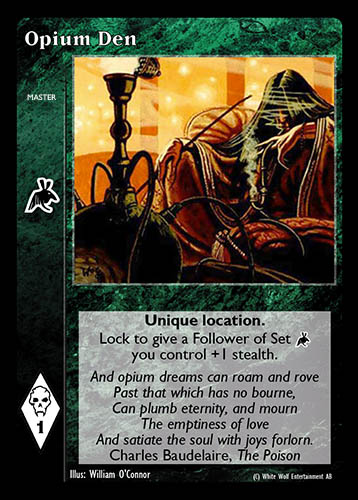 Opium Den
MASTER
Unique location.
Lock to give a Follower of Set
you control +1 stealth.
And opium dreams can roam and rove
Past that which has no bourne,
Can plumb eternity, and mourn
The emptiness of love
And satiate the soul with joys forlorn.
Charles Baudelaire, The Poison
1
Illus: William O'Connor
(C) White Wolf Entertainment AB